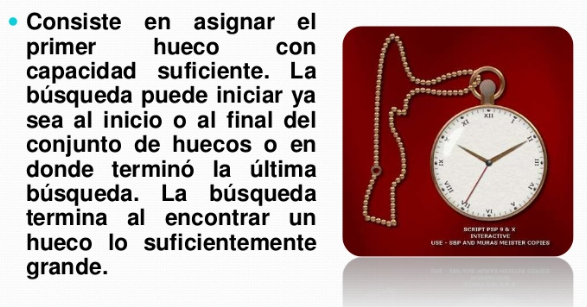 • Consiste en asignar el
primer hueco con
capacidad suficiente. La
búsqueda puede iniciar ya
sea al inicio o al final del
conjunto de huecos o en
donde terminó la última
búsqueda. La búsqueda
termina al encontrar un
hueco lo suficientemente
grande.
XII
SCRIPT PSP 9 & X
INTERACTIVE
USE - SBP AND MURAS MEISTER COPIES